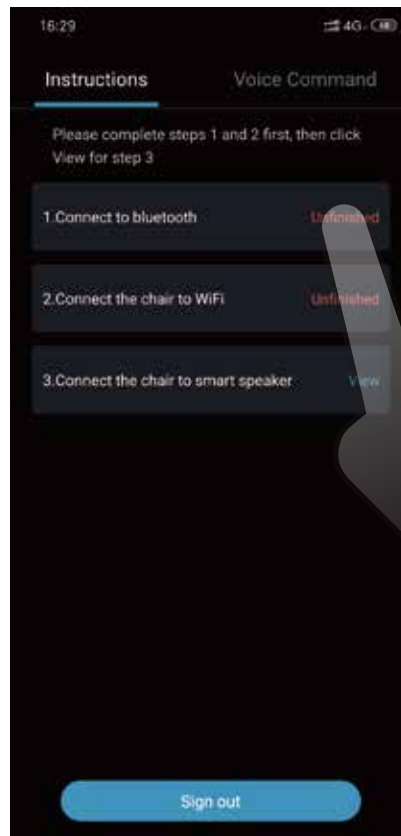 16:29 4G
Instructions Voice Command
Please complete steps 1 and 2 first, then click
View for step 3
1.Connect to bluetooth Unfinished
2.Connect the chair to WiFi Unfinished
3.Connect the chair to smart speaker View
Sign out